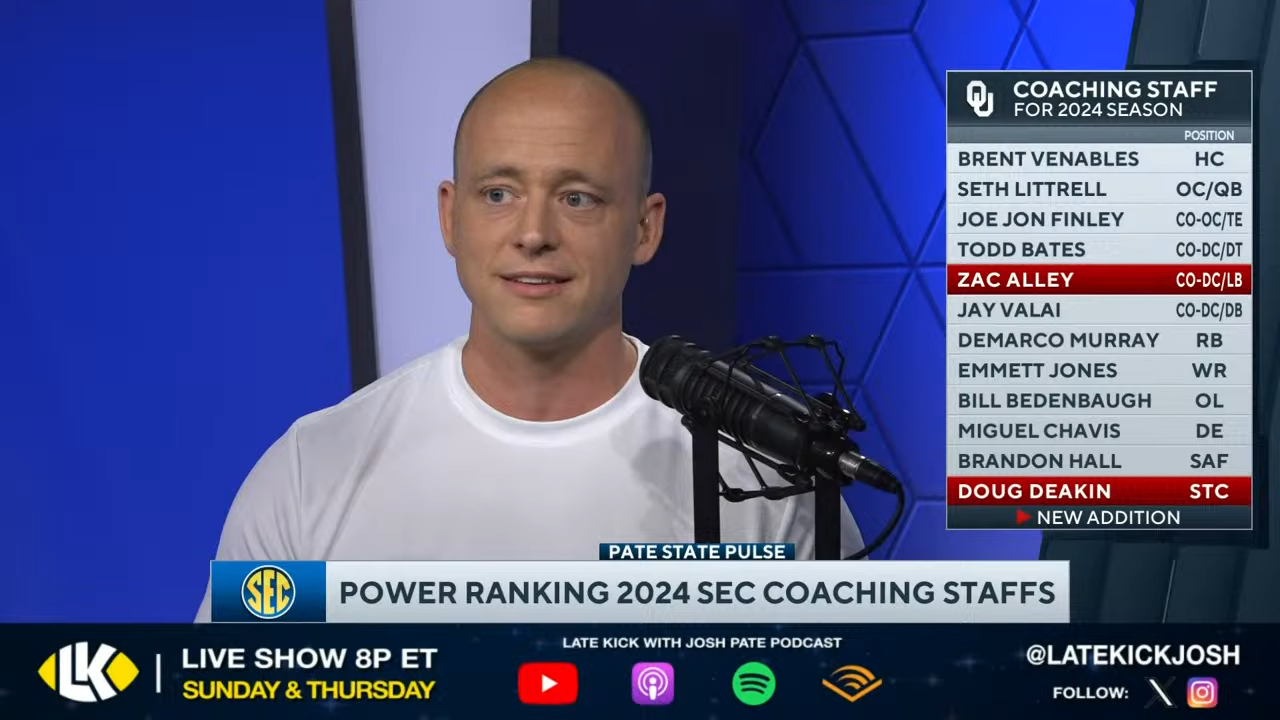 OU
COACHING STAFF
FOR 2024 SEASON
POSITION
BRENT VENABLES HC
SETH LITTRELL OC/QB
JOE JON FINLEY CO-OC/TE
TODD BATES CO-DC/DT
ZAC ALLEY CO-DC/LB
JAY VALAI CO-DC/DB
DEMARCO MURRAY RB
EMMETT JONES WR
BILL BEDENBAUGH OL
MIGUEL CHAVIS DE
BRANDON HALL SAF
DOUG DEAKIN STC
NEW ADDITION
PATE STATE PULSE
SEC
POWER RANKING 2024 SEC COACHING STAFFS
LK
LIVE SHOW 8P ET
SUNDAY & THURSDAY
LATE KICK WITH JOSH PATE PODCAST
@LATEKICKJOSH
FOLLOW: